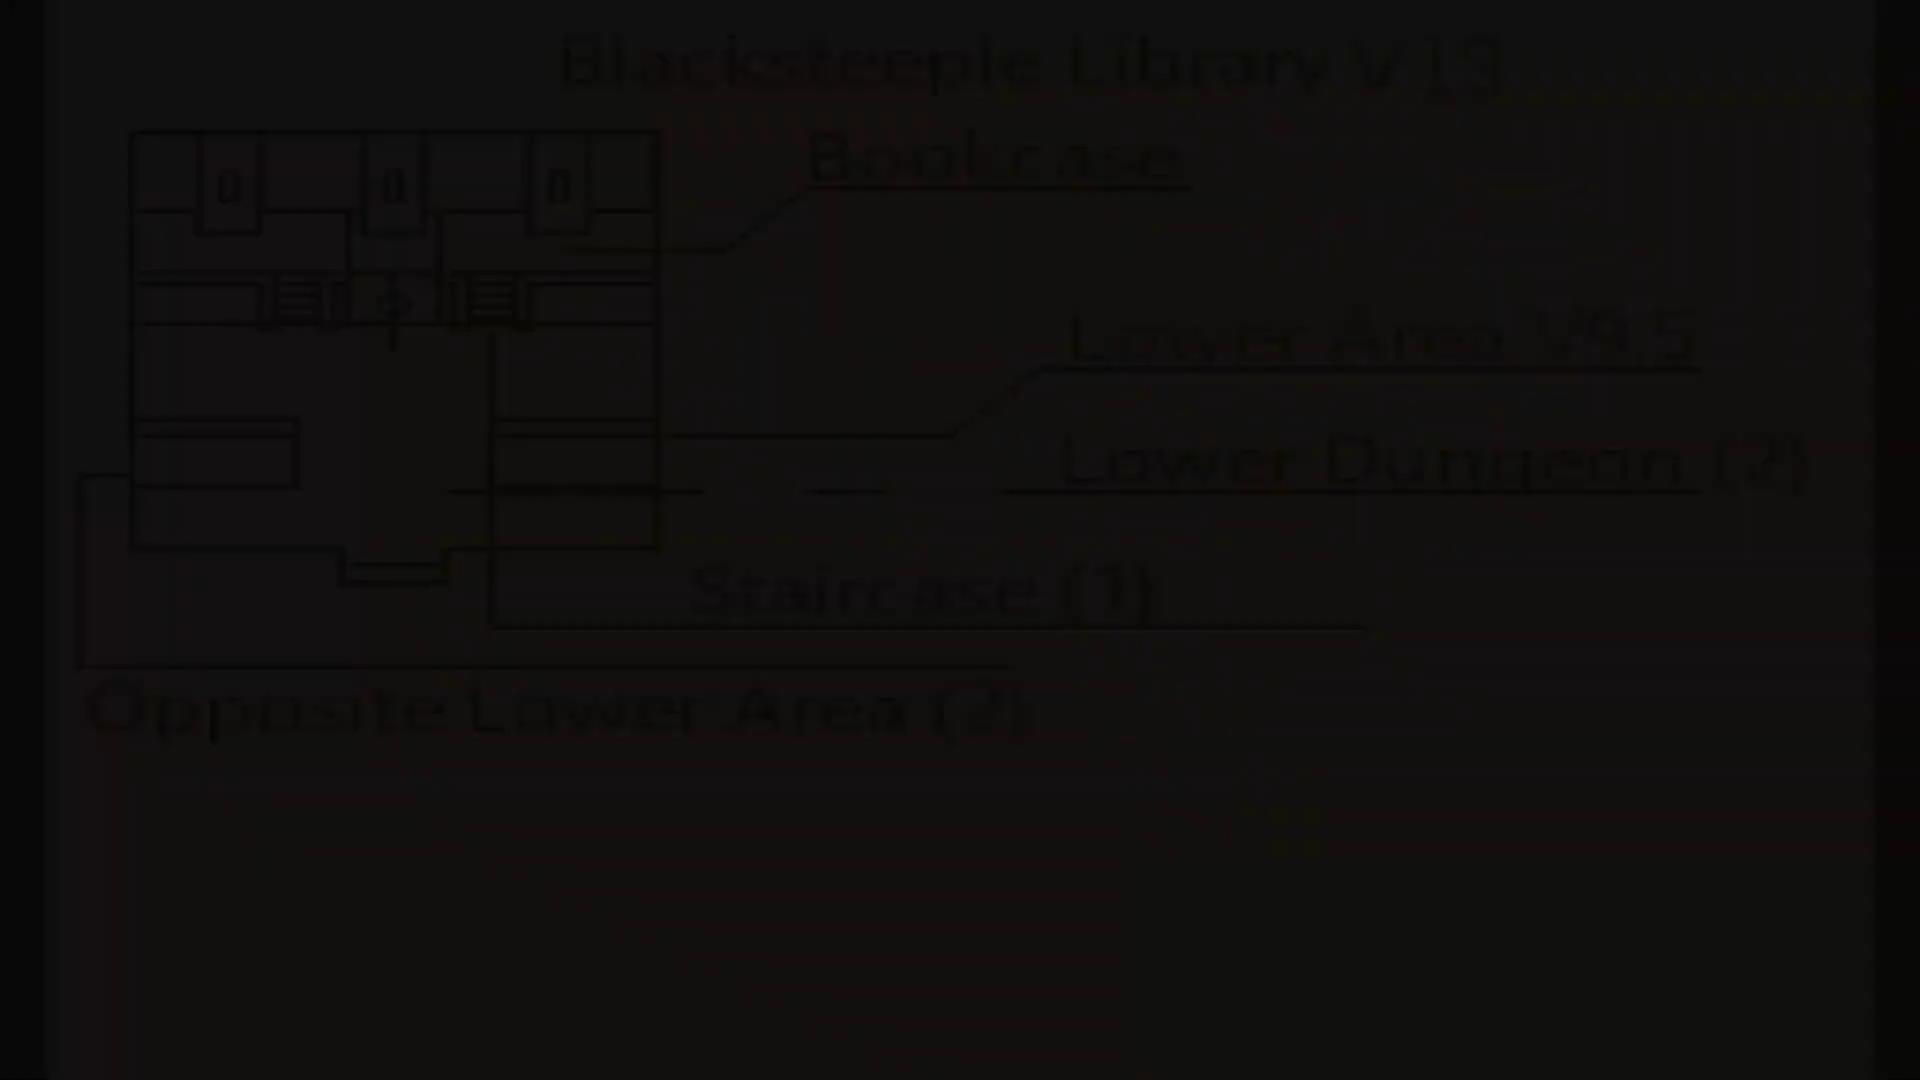 Blacksteeple Library V13
Bookcase
Lower Area V9.5
Lower Dungeon (2)
Staircase (1)
Opposite Lower Area (2)